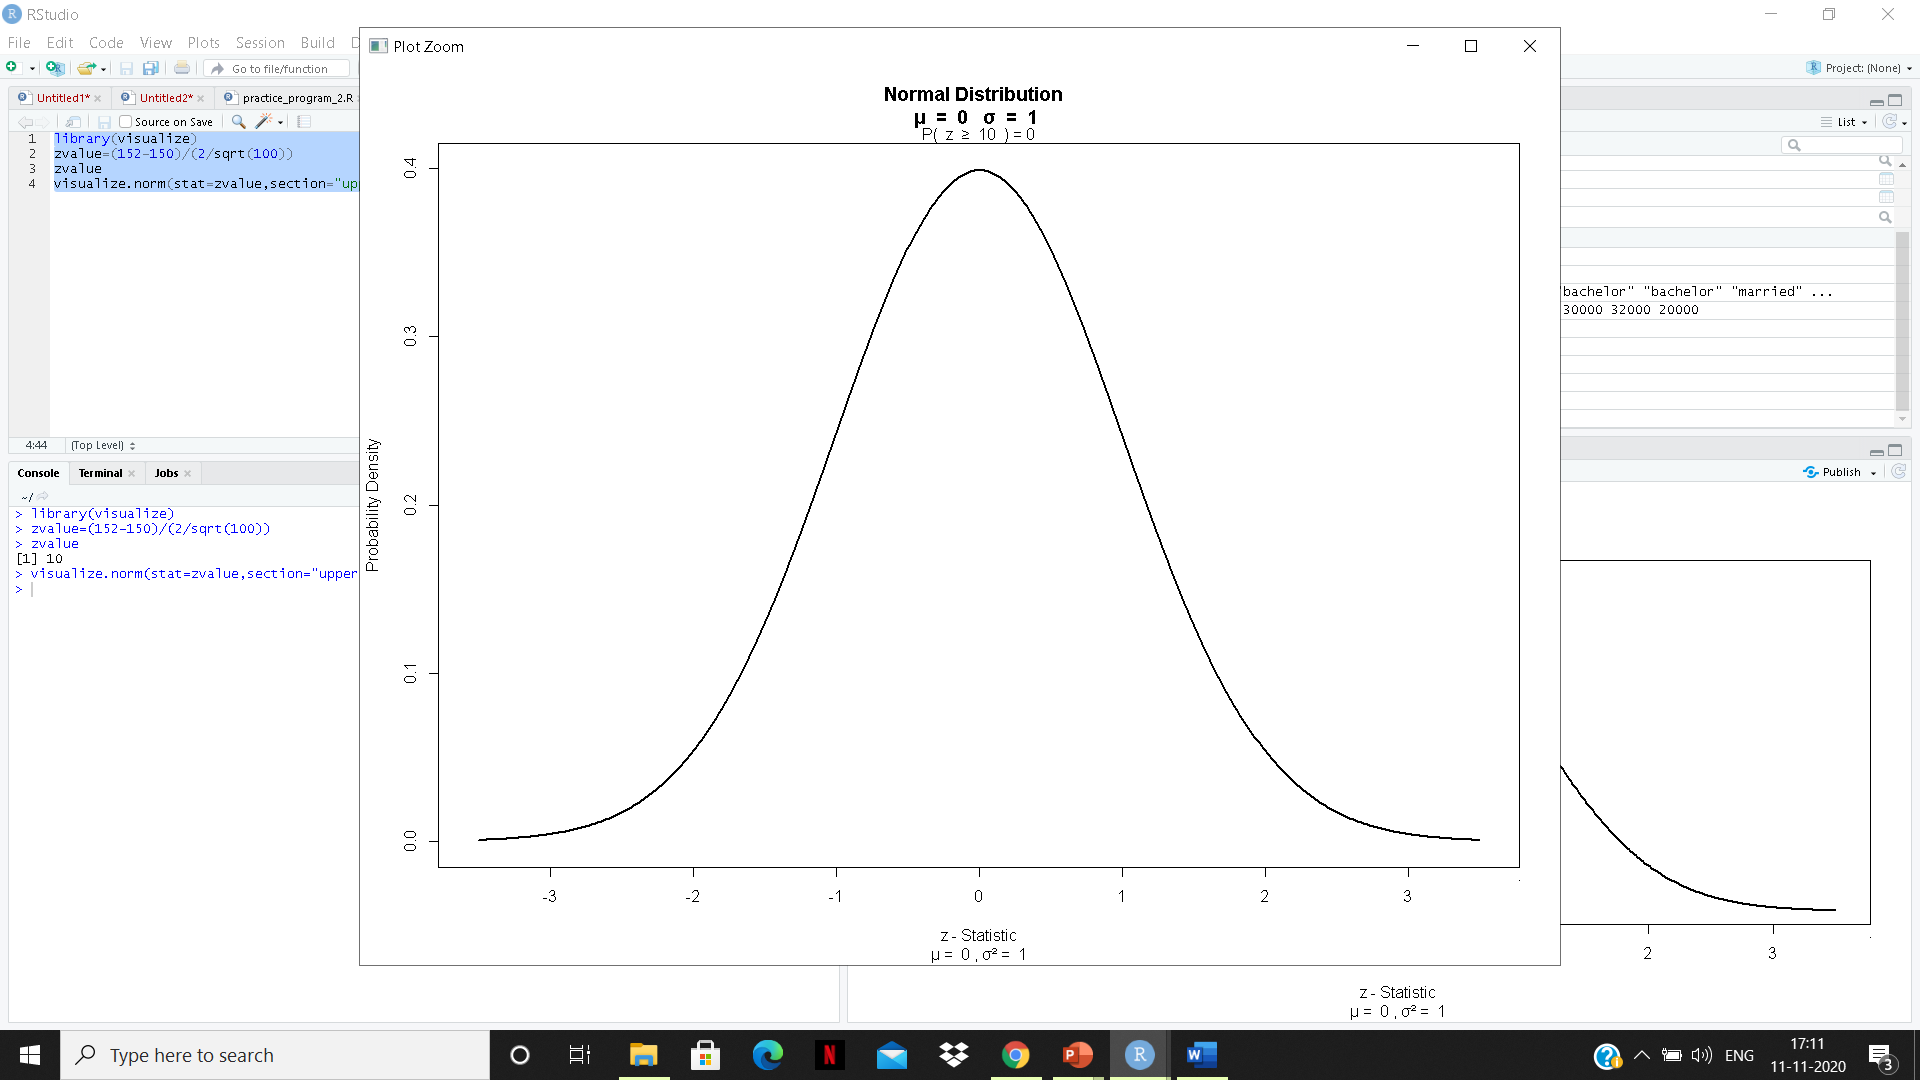 RStudio
File Edit Code View Plots Session Build
Go to file/function
Project: (None)
Untitled1*
Untitled2*
practice_program_2.R
Source on Save
1 library(visualize)
2 zvalue=(152-150)/(2/sqrt(100))
3 zvalue
4 visualize.norm(stat=zvalue,section="up
4:44 (Top Level)
Console Terminal Jobs
~/
> library(visualize)
> zvalue=(152-150)/(2/sqrt(100))
> zvalue
[1] 10
> visualize.norm(stat=zvalue,section="upper
>
Plot Zoom
Normal Distribution
μ = 0 σ = 1
P( z ≥ 10 ) = 0
Probability Density
0.4
0.3
0.2
0.1
0.0
-3 -2 -1 0 1 2 3
z - Statistic
μ = 0 , σ² = 1
List
"bachelor" "bachelor" "married" ...
30000 32000 20000
Publish
2 3
z - Statistic
μ = 0 , σ² = 1
Type here to search
ENG
17:11
11-11-2020
3